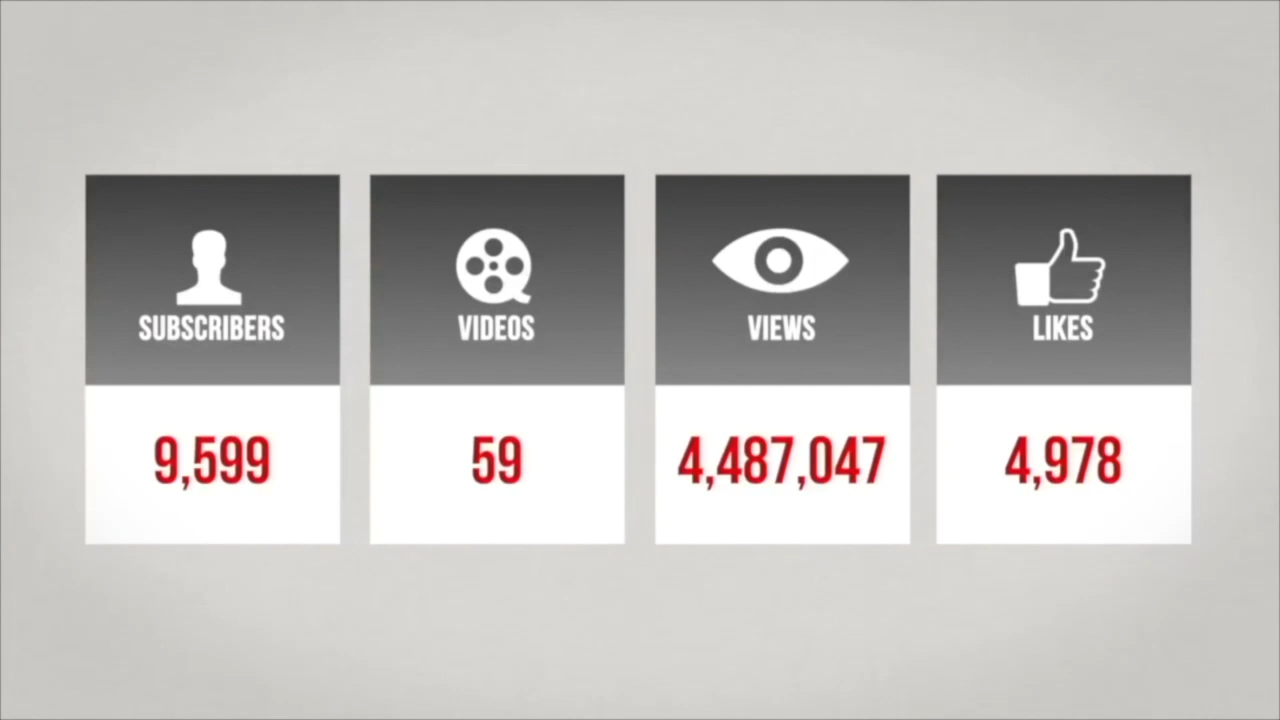 SUBSCRIBERS
9,599
VIDEOS
59
VIEWS
4,487,047
LIKES
4,978